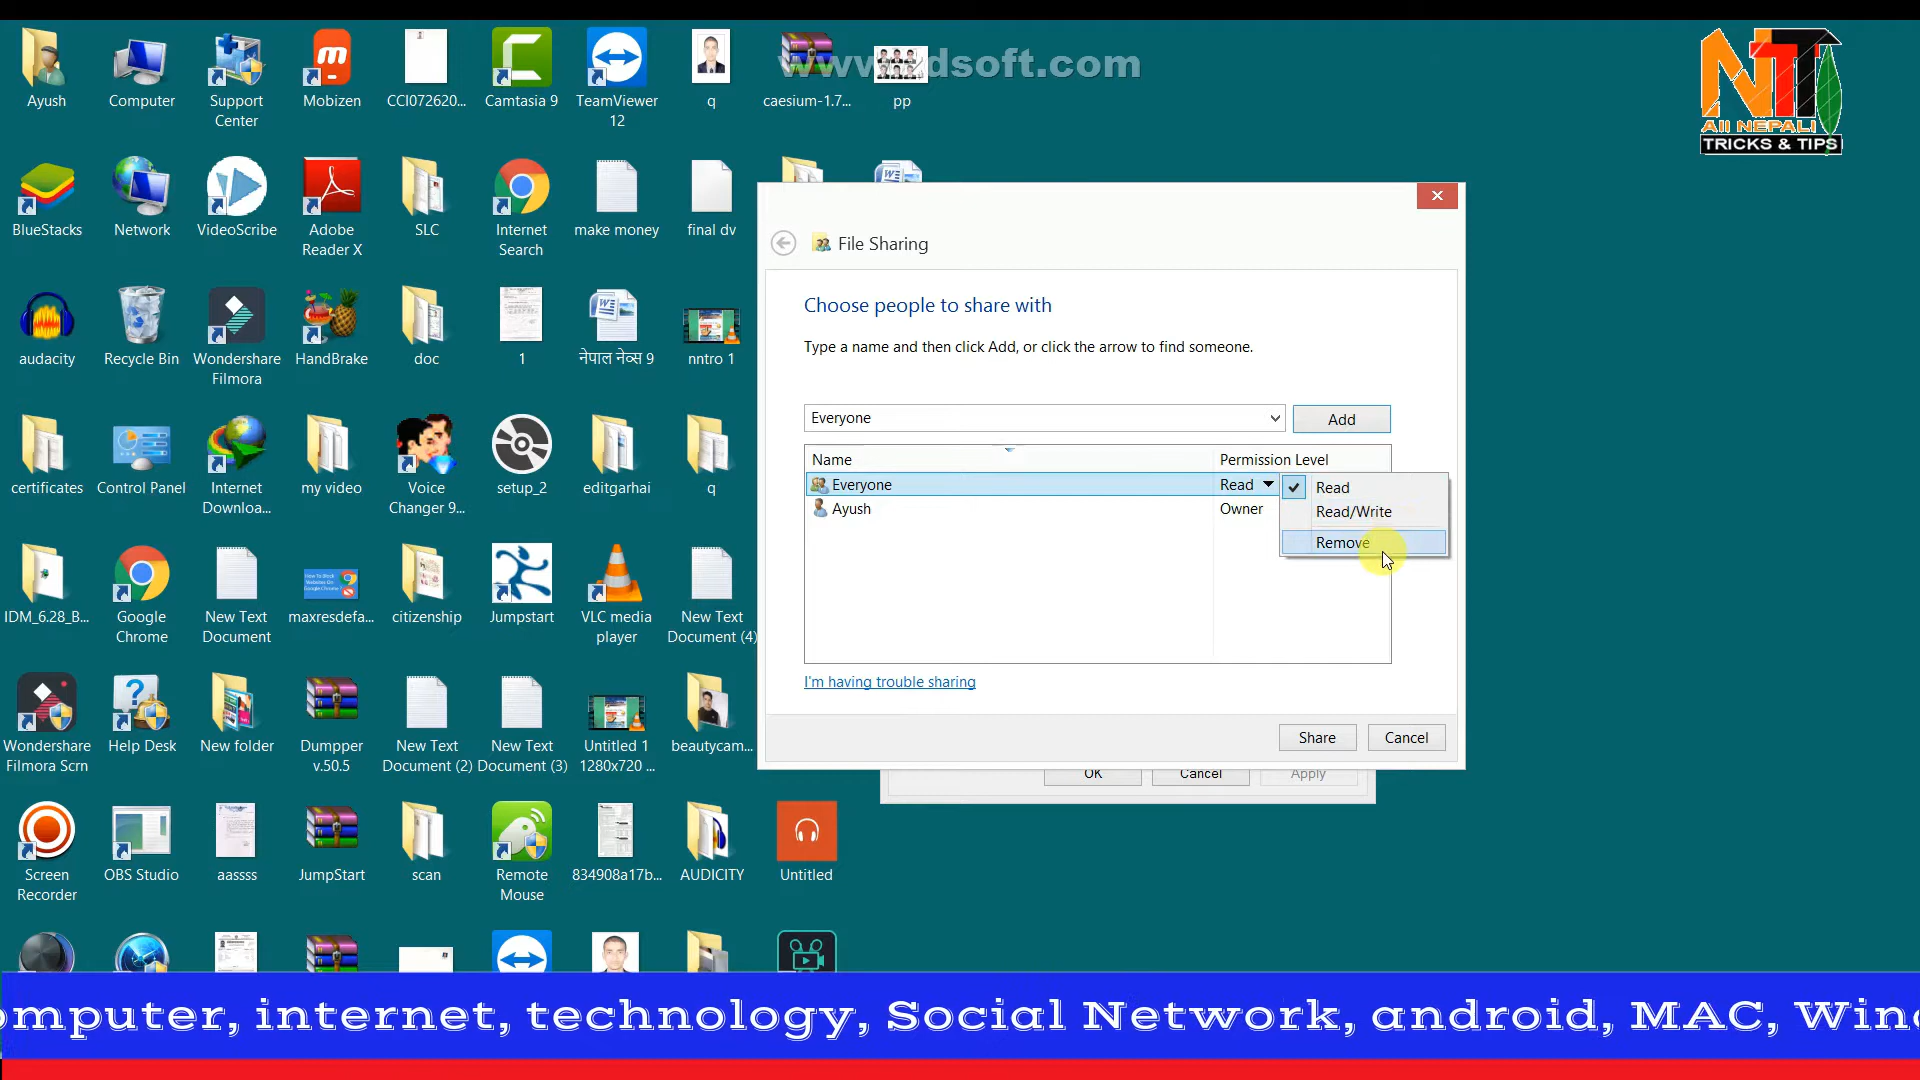 www.
dsoft.com
NTT
All NEPALI
TRICKS & TIPS
Ayush
Computer
Support
Center
Mobizen
CCI072620...
Camtasia 9
TeamViewer
12
q
caesium-1.7...
pp
BlueStacks
Network
VideoScribe
Adobe
Reader X
SLC
Internet
Search
make money
final dv
audacity
Recycle Bin
Wondershare
Filmora
HandBrake
doc
1
नेपाल नेव्स 9
nntro 1
certificates
Control Panel
Internet
Downloa...
my video
Voice
Changer 9...
setup_2
editgarhai
q
IDM_6.28_B...
Google
Chrome
New Text
Document
maxresdefa...
citizenship
Jumpstart
VLC media
player
New Text
Document (4)
Wondershare
Filmora Scrn
Help Desk
New folder
Dumpper
v.50.5
New Text
Document (2)
New Text
Document (3)
Untitled 1
1280x720 ...
beautycam...
Screen
Recorder
OBS Studio
aassss
JumpStart
scan
Remote
Mouse
834908a17b...
AUDICITY
Untitled
File Sharing
Choose people to share with
Type a name and then click Add, or click the arrow to find someone.
Everyone
Add
Name Permission Level
Everyone Read
Ayush Owner
Read
Read/Write
Remove
I'm having trouble sharing
Share Cancel
OK Cancel Apply
omputer, internet, technology, Social Network, android, MAC, Wind